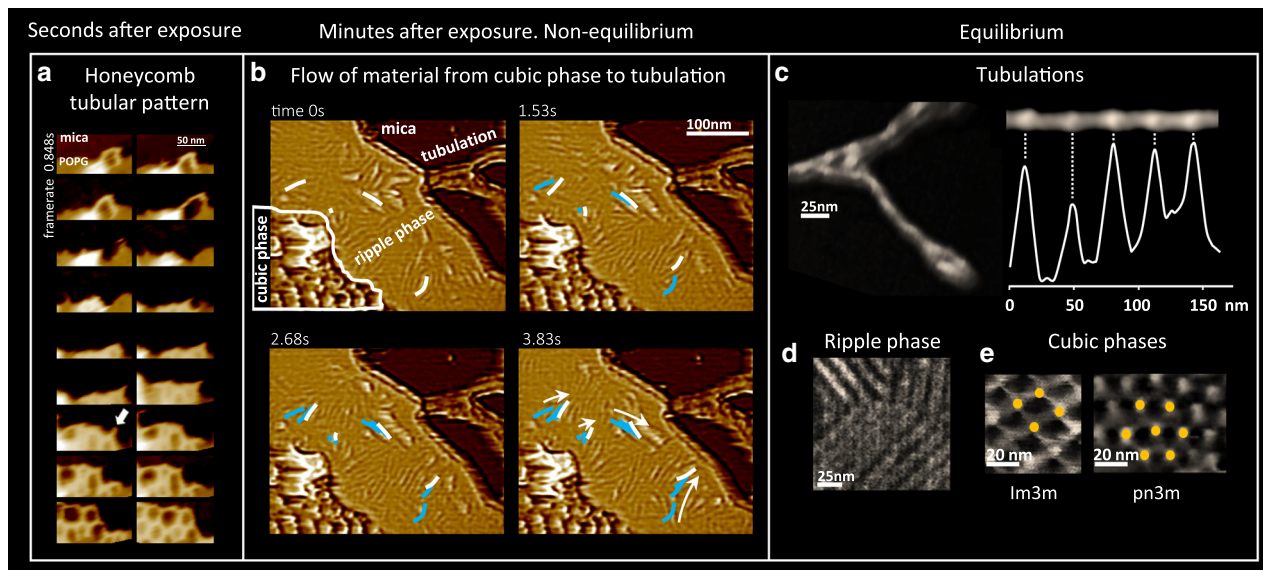 Seconds after exposure
Minutes after exposure. Non-equilibrium
Equilibrium
a
Honeycomb
tubular pattern
mica
50 nm
POPG
framerate 0.848s
b
Flow of material from cubic phase to tubulation
time 0s
mica
100nm
tubulation
ripple phase
cubic phase
1.53s
2.68s
3.83s
c
Tubulations
25nm
0 50 100 150 nm
d
Ripple phase
25nm
e
Cubic phases
20 nm
20 nm
Im3m
pn3m